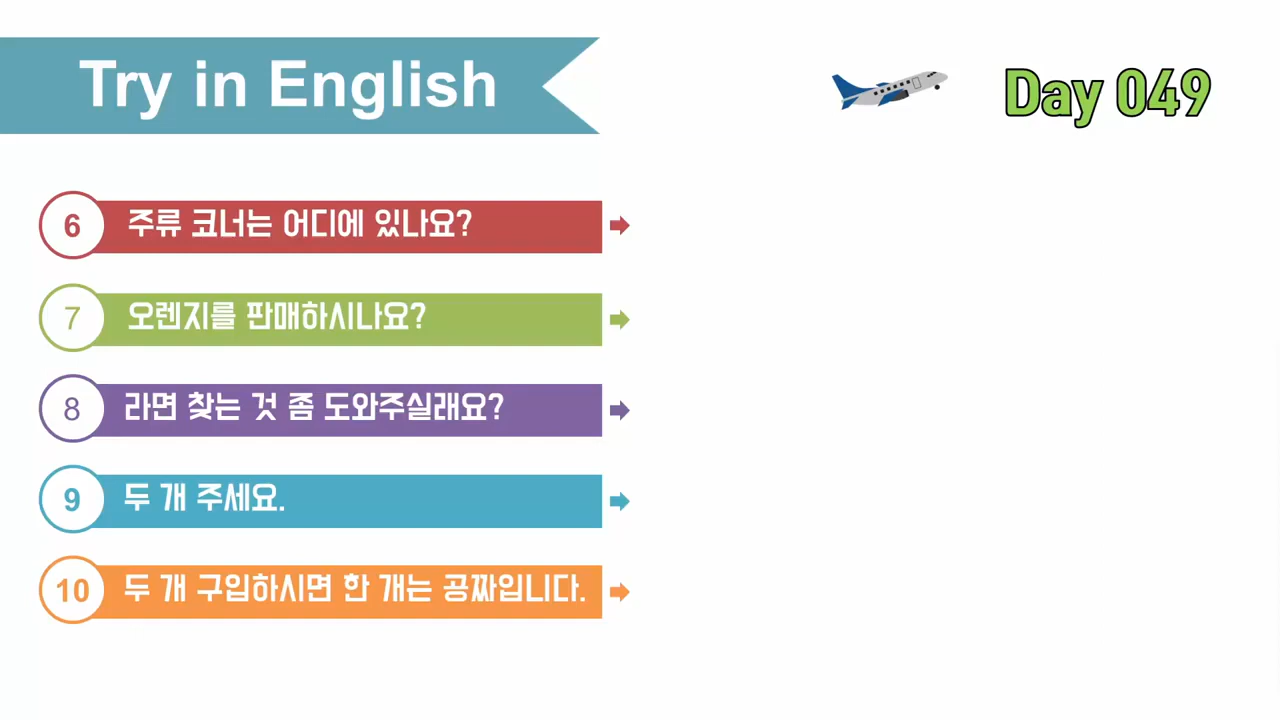 Try in English
Day 049
6 주류 코너는 어디에 있나요?
7 오렌지를 판매하시나요?
8 라면 찾는 것 좀 도와주실래요?
9 두 개 주세요.
10 두 개 구입하시면 한 개는 공짜입니다.